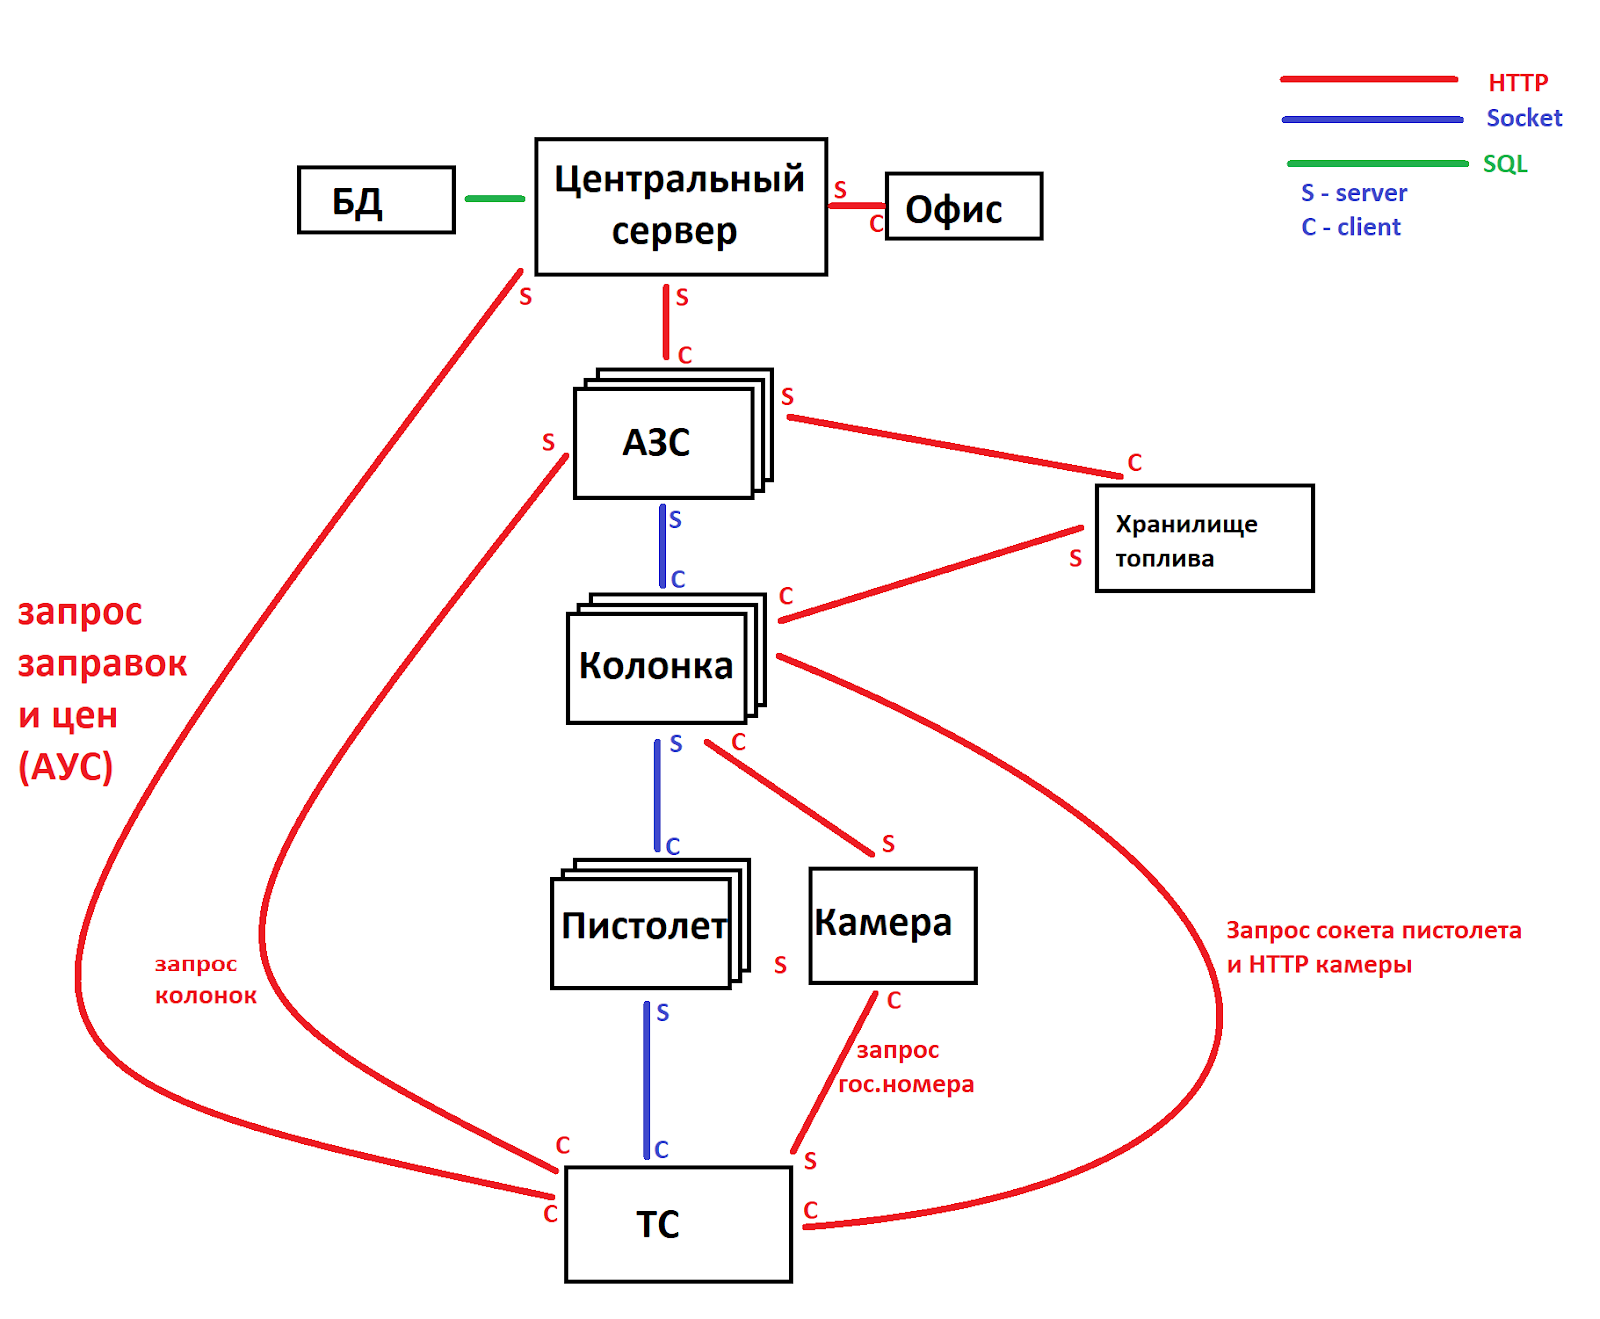 HTTP
Socket
SQL
S - server
C - client
БД
Центральный
сервер
S
C
Офис
S
S
C
АЗС
S
S
C
Хранилище
топлива
S
S
C
C
Колонка
запрос
заправок
и цен
(АУС)
S
C
C
S
Пистолет
Камера
S
запрос
колонок
Запрос сокета пистолета
и HTTP камеры
S
C
запрос
гос.номера
C
C
S
C
C
ТС